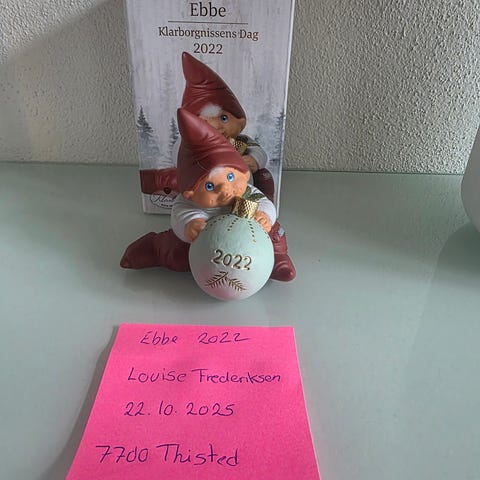 Ebbe
Klarborgnissens Dag
2022
2022
Ebbe 2022
Louise Frederiksen
22.10.2025
7700 Thisted